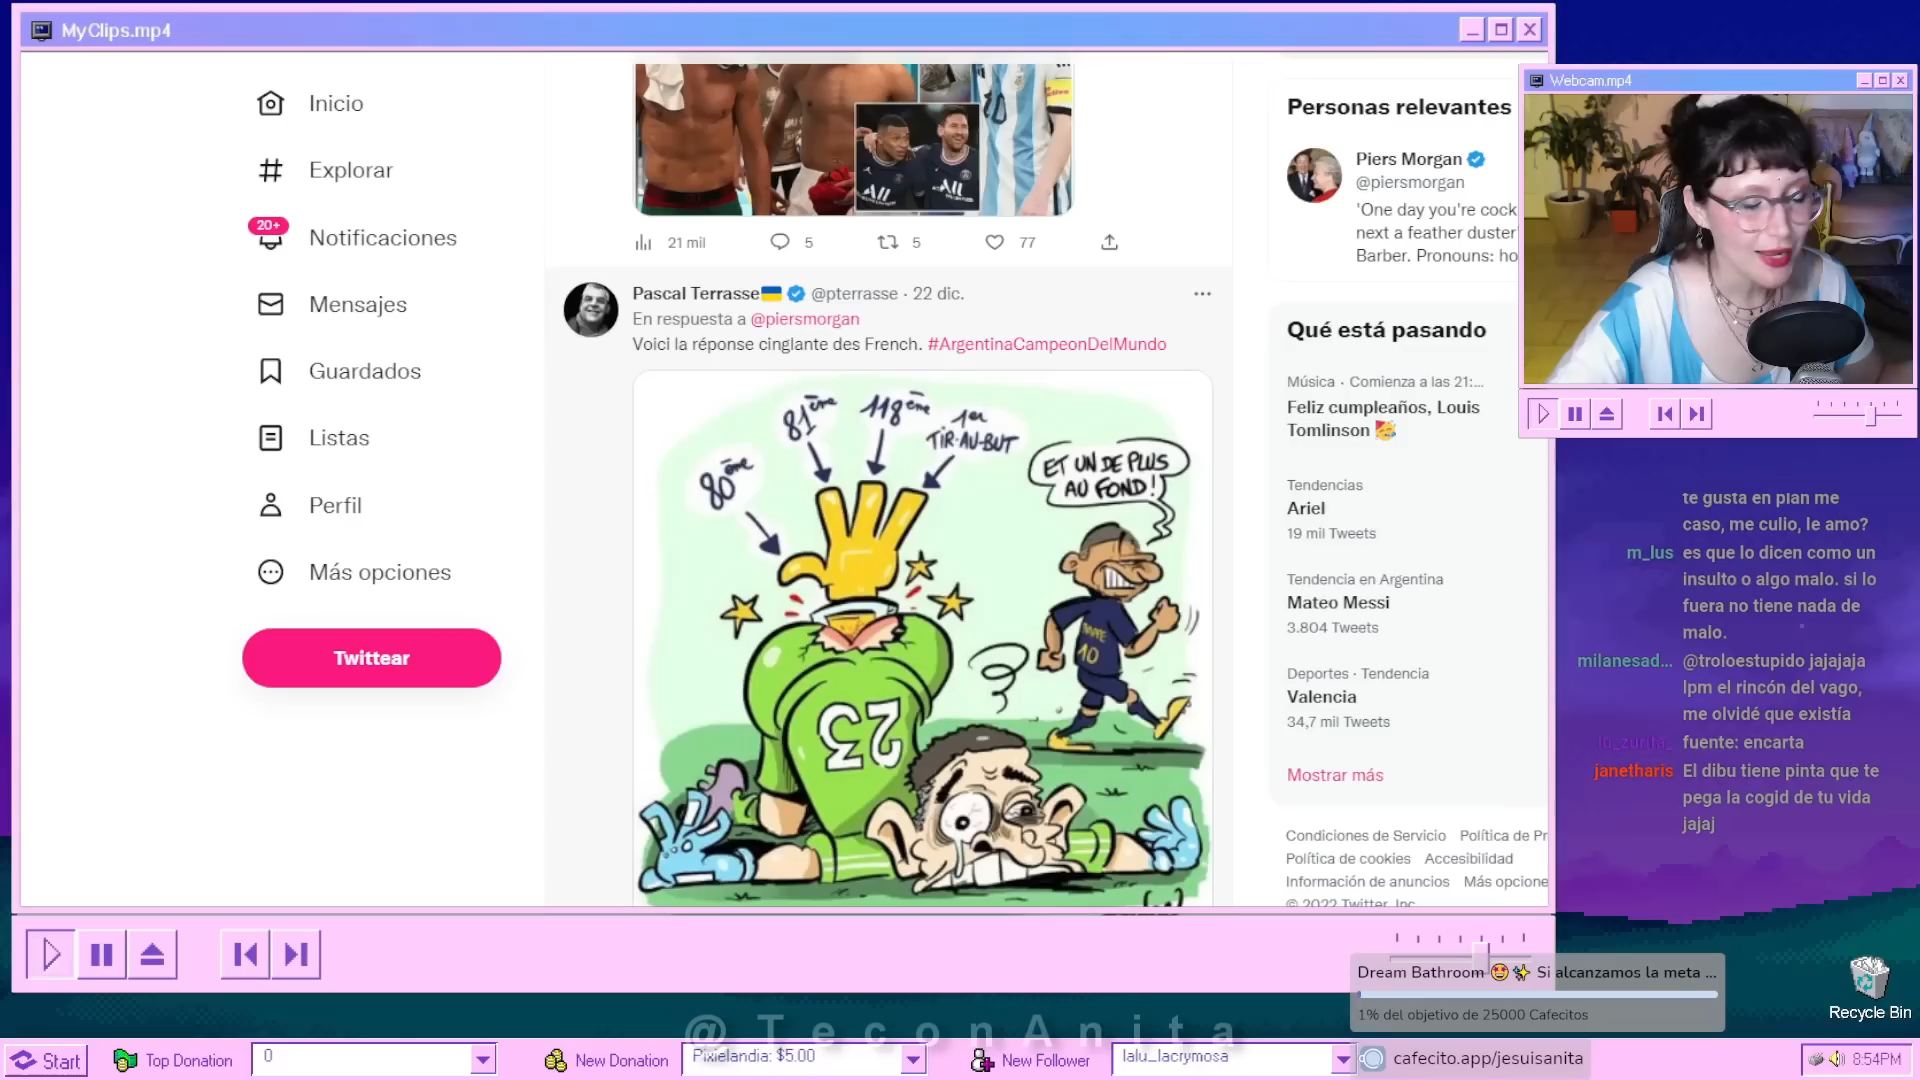 MyClips.mp4
Inicio
Explorar
20+
Notificaciones
Mensajes
Guardados
Listas
Perfil
Más opciones
Twittear
ALL
ALL
21 mil
5
5
77
Pascal Terrasse @pterrasse · 22 dic.
En respuesta a @piersmorgan
Voici la réponse cinglante des French. #ArgentinaCampeonDelMundo
80ème
81ème
118ème
1er
TIR-AU-BUT
ET UN DE PLUS
AU FOND!
10
23
Personas relevantes
Piers Morgan
@piersmorgan
'One day you're cock
next a feather duster'
Barber. Pronouns: ho
Qué está pasando
Música · Comienza a las 21:...
Feliz cumpleaños, Louis
Tomlinson
Tendencias
Ariel
19 mil Tweets
Tendencia en Argentina
Mateo Messi
3.804 Tweets
Deportes · Tendencia
Valencia
34,7 mil Tweets
Mostrar más
Condiciones de Servicio Política de Pr
Política de cookies Accesibilidad
Información de anuncios Más opcione
© 2022 Twitter, Inc.
Webcam.mp4
te gusta en plan me
caso, me culio, le amo?
m_lus es que lo dicen como un
insulto o algo malo. si lo
fuera no tiene nada de
malo.
milanesad... @troloestupido jajajaja
lpm el rincón del vago,
me olvidé que existía
lu_zurita_ fuente: encarta
janetharis El dibu tiene pinta que te
pega la cogid de tu vida
jajaj
Dream Bathroom Si alcanzamos la meta ...
1% del objetivo de 25000 Cafecitos
Recycle Bin
@TeconAnita
Start
Top Donation
0
New Donation
Pixielandia: $5.00
New Follower
lalu_lacrymosa
cafecito.app/jesuisanita
8:54PM